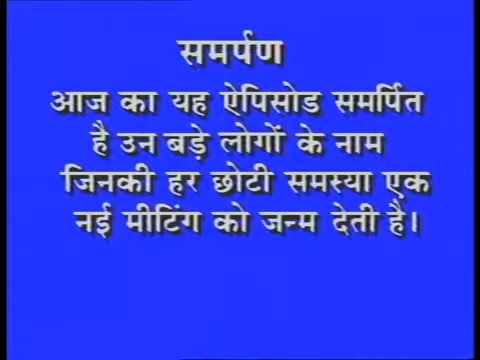 समर्पण
आज का यह ऐपिसोड समर्पित
है उन बड़े लोगों के नाम
जिनकी हर छोटी समस्या एक
नई मीटिंग को जन्म देती है।